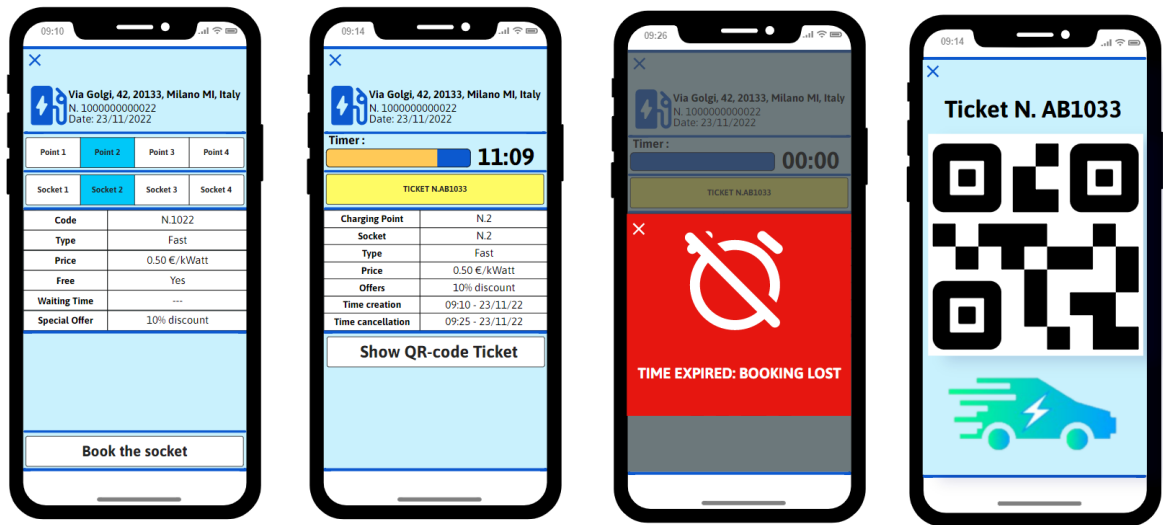 09:10
Via Golgi, 42, 20133, Milano MI, Italy
N. 1000000000022
Date: 23/11/2022
Point 1 Point 2 Point 3 Point 4
Socket 1 Socket 2 Socket 3 Socket 4
Code N.1022
Type Fast
Price 0.50 €/kWatt
Free Yes
Waiting Time ---
Special Offer 10% discount
Book the socket
09:14
Via Golgi, 42, 20133, Milano MI, Italy
N. 1000000000022
Date: 23/11/2022
Timer :
11:09
TICKET N.AB1033
Charging Point N.2
Socket N.2
Type Fast
Price 0.50 €/kWatt
Offers 10% discount
Time creation 09:10 - 23/11/22
Time cancellation 09:25 - 23/11/22
Show QR-code Ticket
09:26
Via Golgi, 42, 20133, Milano MI, Italy
N. 1000000000022
Date: 23/11/2022
Timer :
00:00
TICKET N.AB1033
TIME EXPIRED: BOOKING LOST
09:14
Ticket N. AB1033